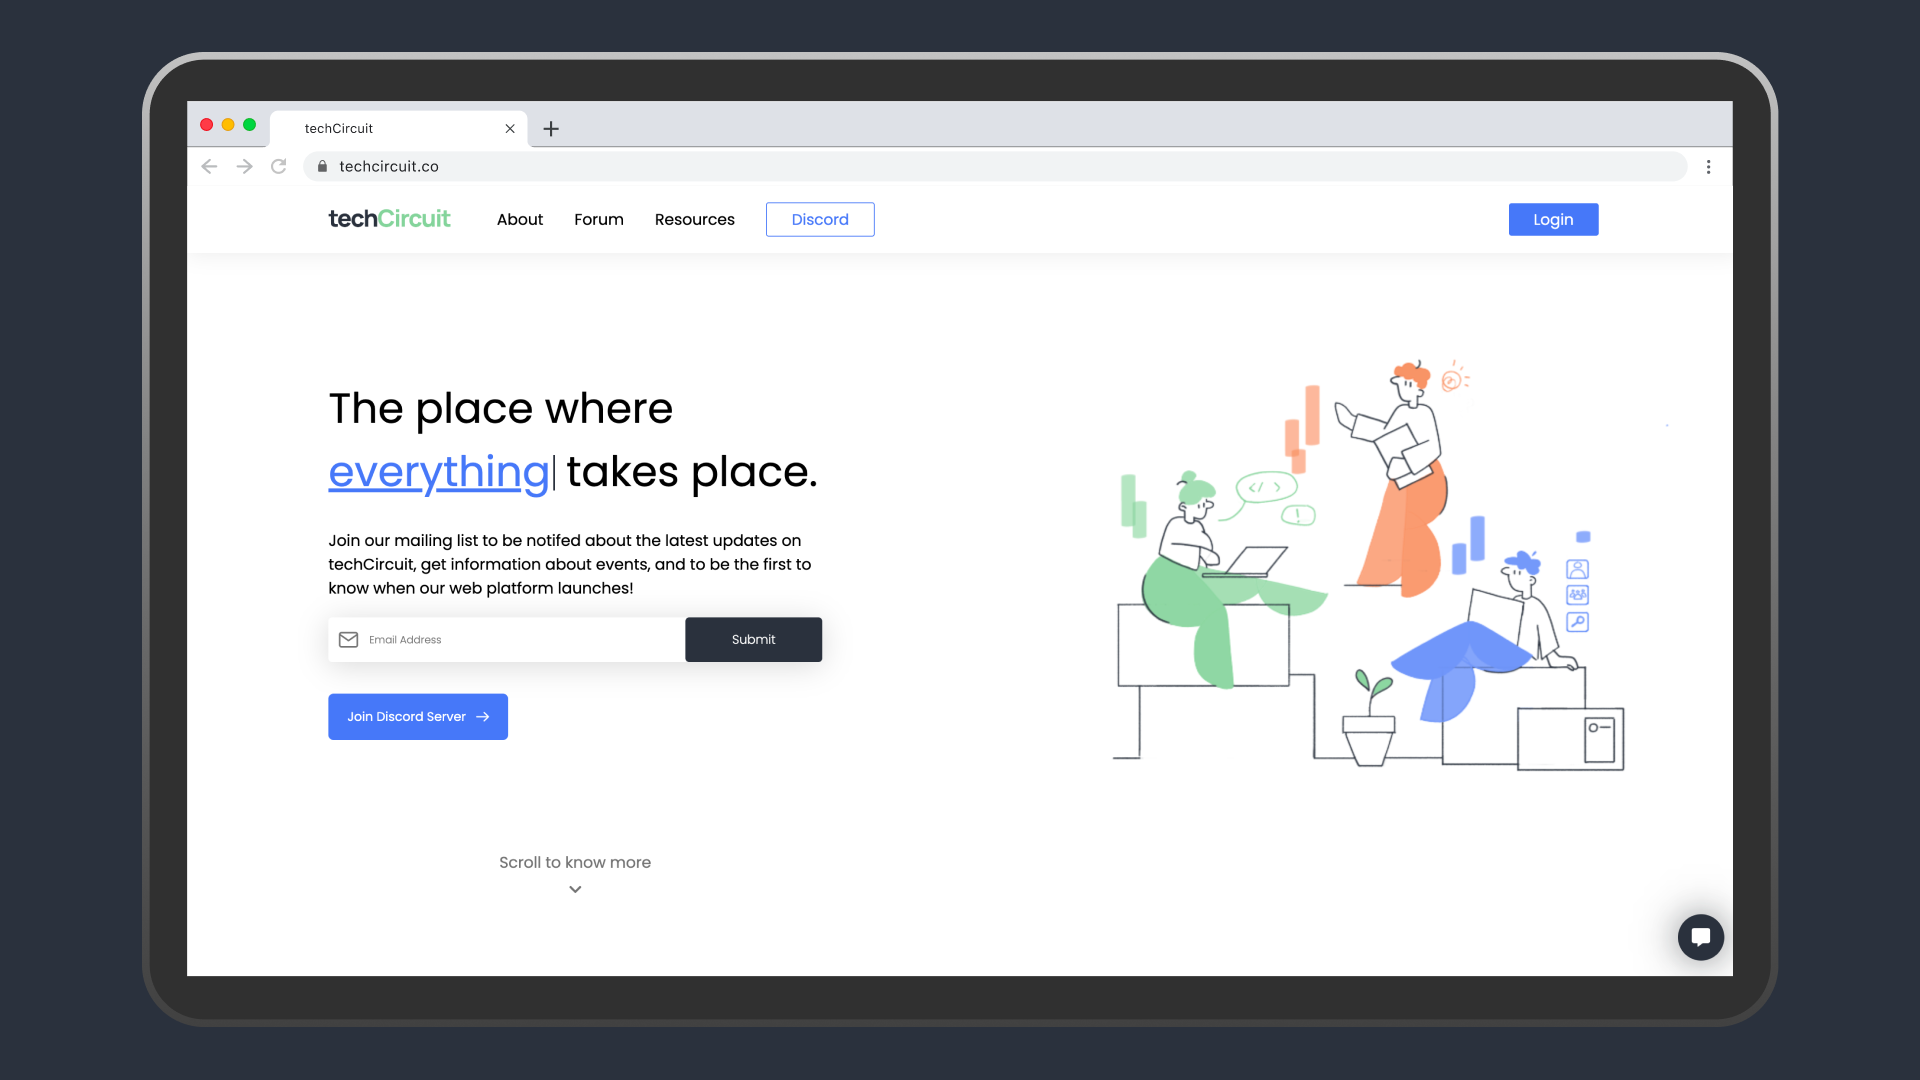 techCircuit
techcircuit.co
techCircuit
About
Forum
Resources
Discord
Login
The place where
everything takes place.
Join our mailing list to be notifed about the latest updates on
techCircuit, get information about events, and to be the first to
know when our web platform launches!
Email Address
Submit
Join Discord Server →
Scroll to know more
</> 
!